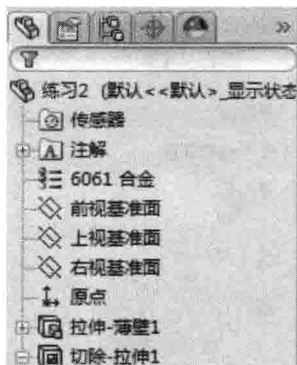 练习2 (默认<<默认>_显示状态
传感器
A 注解
6061 合金
前视基准面
上视基准面
右视基准面
原点
拉伸-薄壁1
切除-拉伸1